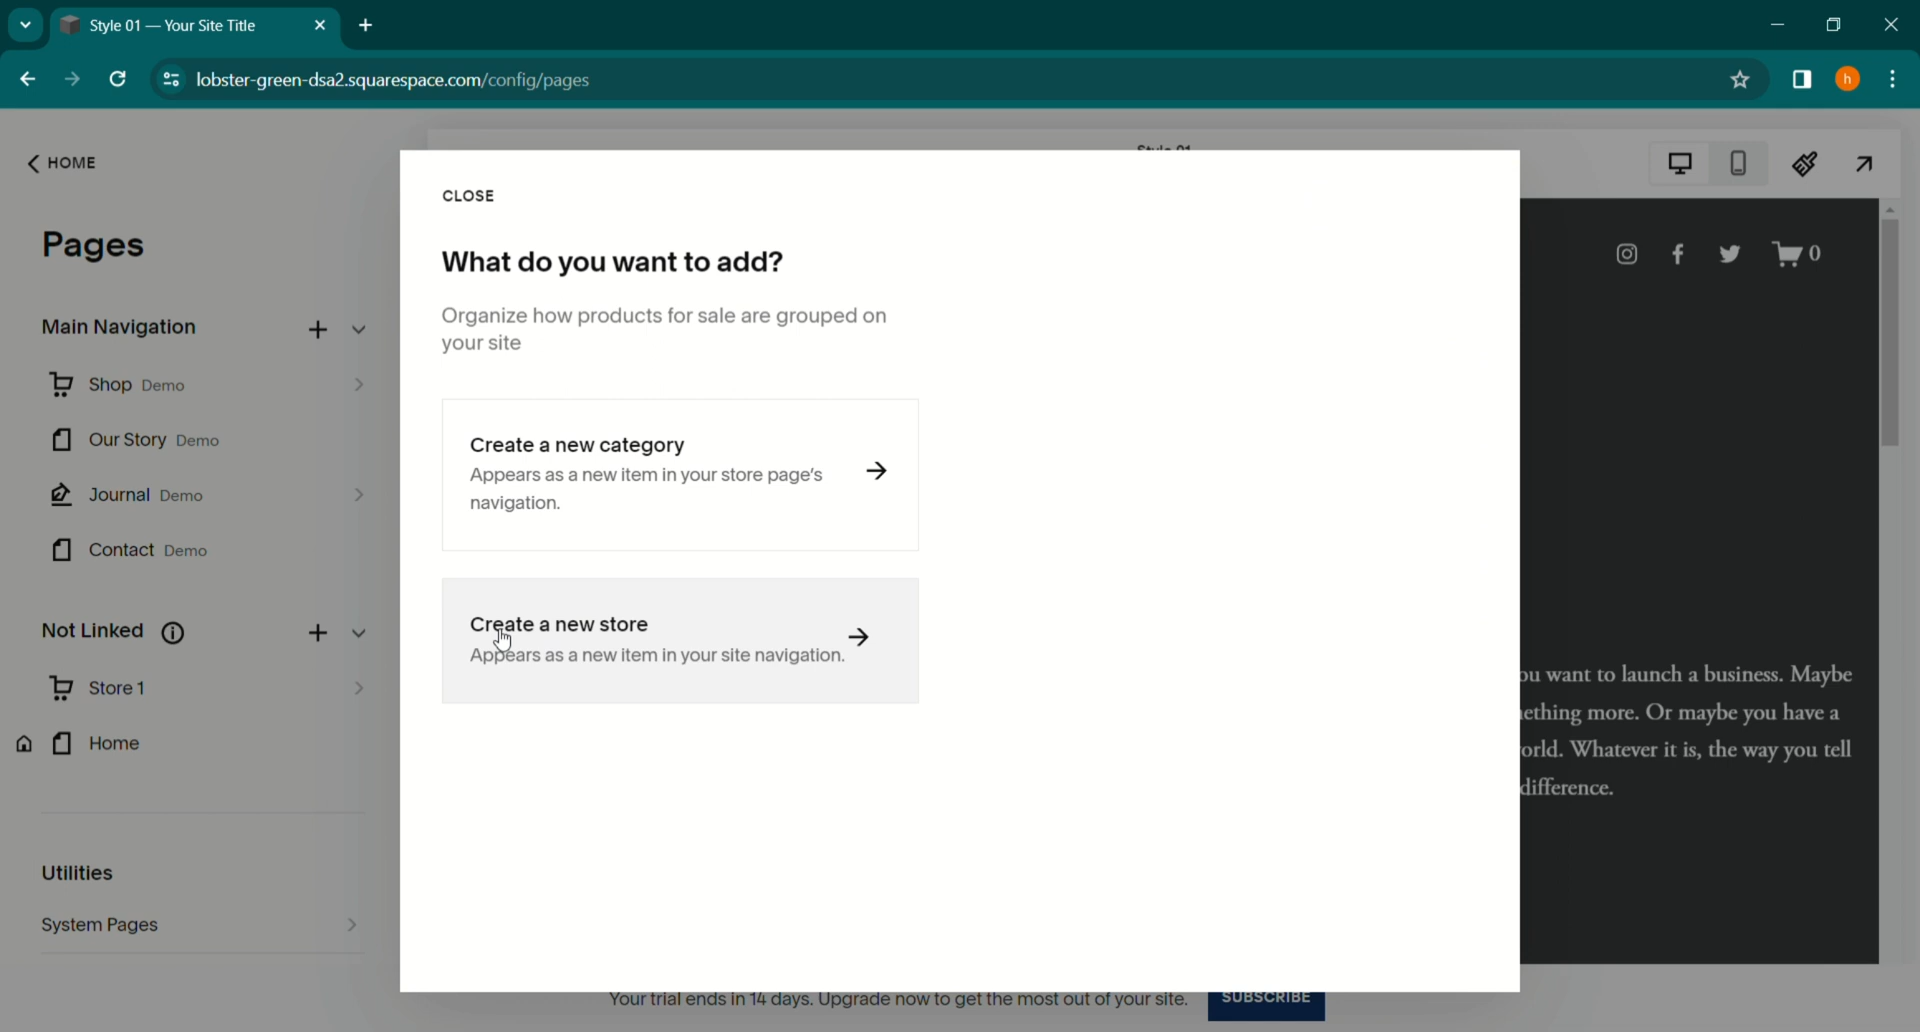 Style 01 — Your Site Title
lobster-green-dsa2.squarespace.com/config/pages
h
HOME
Pages
Main Navigation
Shop Demo
Our Story Demo
Journal Demo
Contact Demo
Not Linked
Store 1
Home
Utilities
System Pages
Style 01
CLOSE
What do you want to add?
Organize how products for sale are grouped on
your site
Create a new category
Appears as a new item in your store page's
navigation.
Create a new store
Appears as a new item in your site navigation.
0
ou want to launch a business. Maybe
ething more. Or maybe you have a
orld. Whatever it is, the way you tell
difference.
Your trial ends in 14 days. Upgrade now to get the most out of your site.
SUBSCRIBE